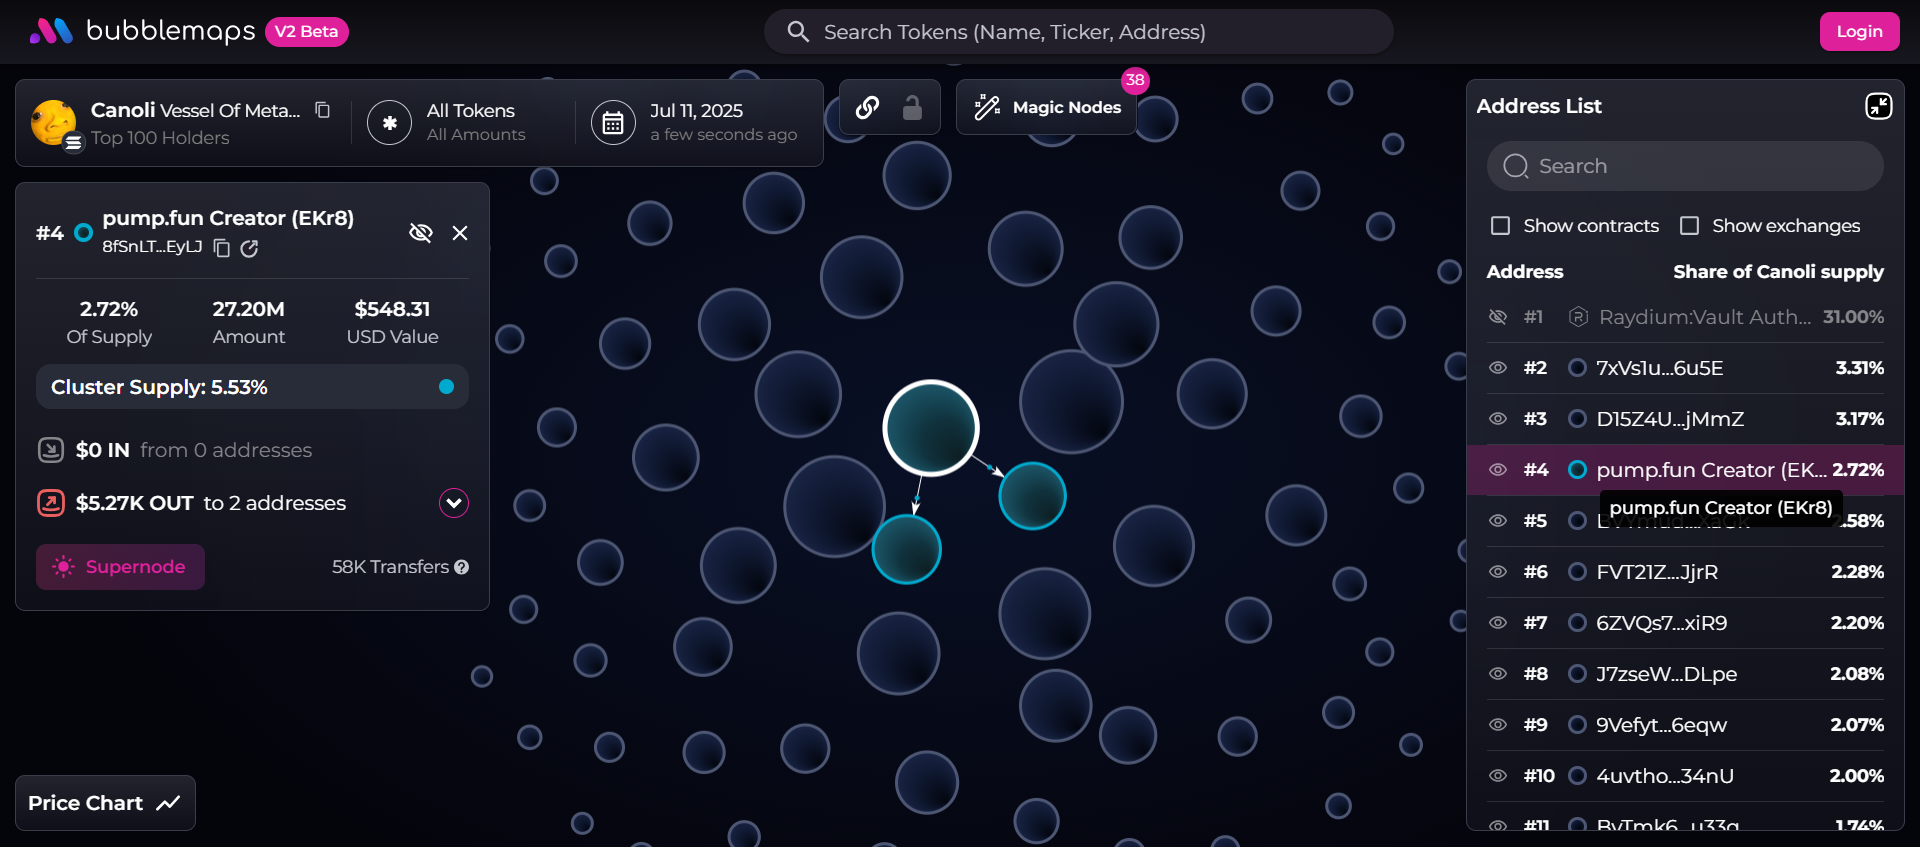 bubblemaps V2 Beta
Search Tokens (Name, Ticker, Address)
Login
Canoli Vessel Of Meta...
Top 100 Holders
All Tokens
All Amounts
Jul 11, 2025
a few seconds ago
Magic Nodes
38
#4 pump.fun Creator (EKr8)
8fSnLT...EyLJ
2.72% 27.20M $548.31
Of Supply Amount USD Value
Cluster Supply: 5.53%
$0 IN from 0 addresses
$5.27K OUT to 2 addresses
Supernode 58K Transfers
Price Chart
Address List
Search
Show contracts Show exchanges
Address Share of Canoli supply
#1 Raydium:Vault Auth... 31.00%
#2 7xVs1u...6u5E 3.31%
#3 D15Z4U...jMmZ 3.17%
#4 pump.fun Creator (EK... 2.72%
pump.fun Creator (EKr8)
#5 2.58%
#6 FVT21Z...JjrR 2.28%
#7 6ZVQs7...xiR9 2.20%
#8 J7zseW...DLpe 2.08%
#9 9Vefyt...6eqw 2.07%
#10 4uvtho...34nU 2.00%
#11 BvTmk6...u33g 1.74%